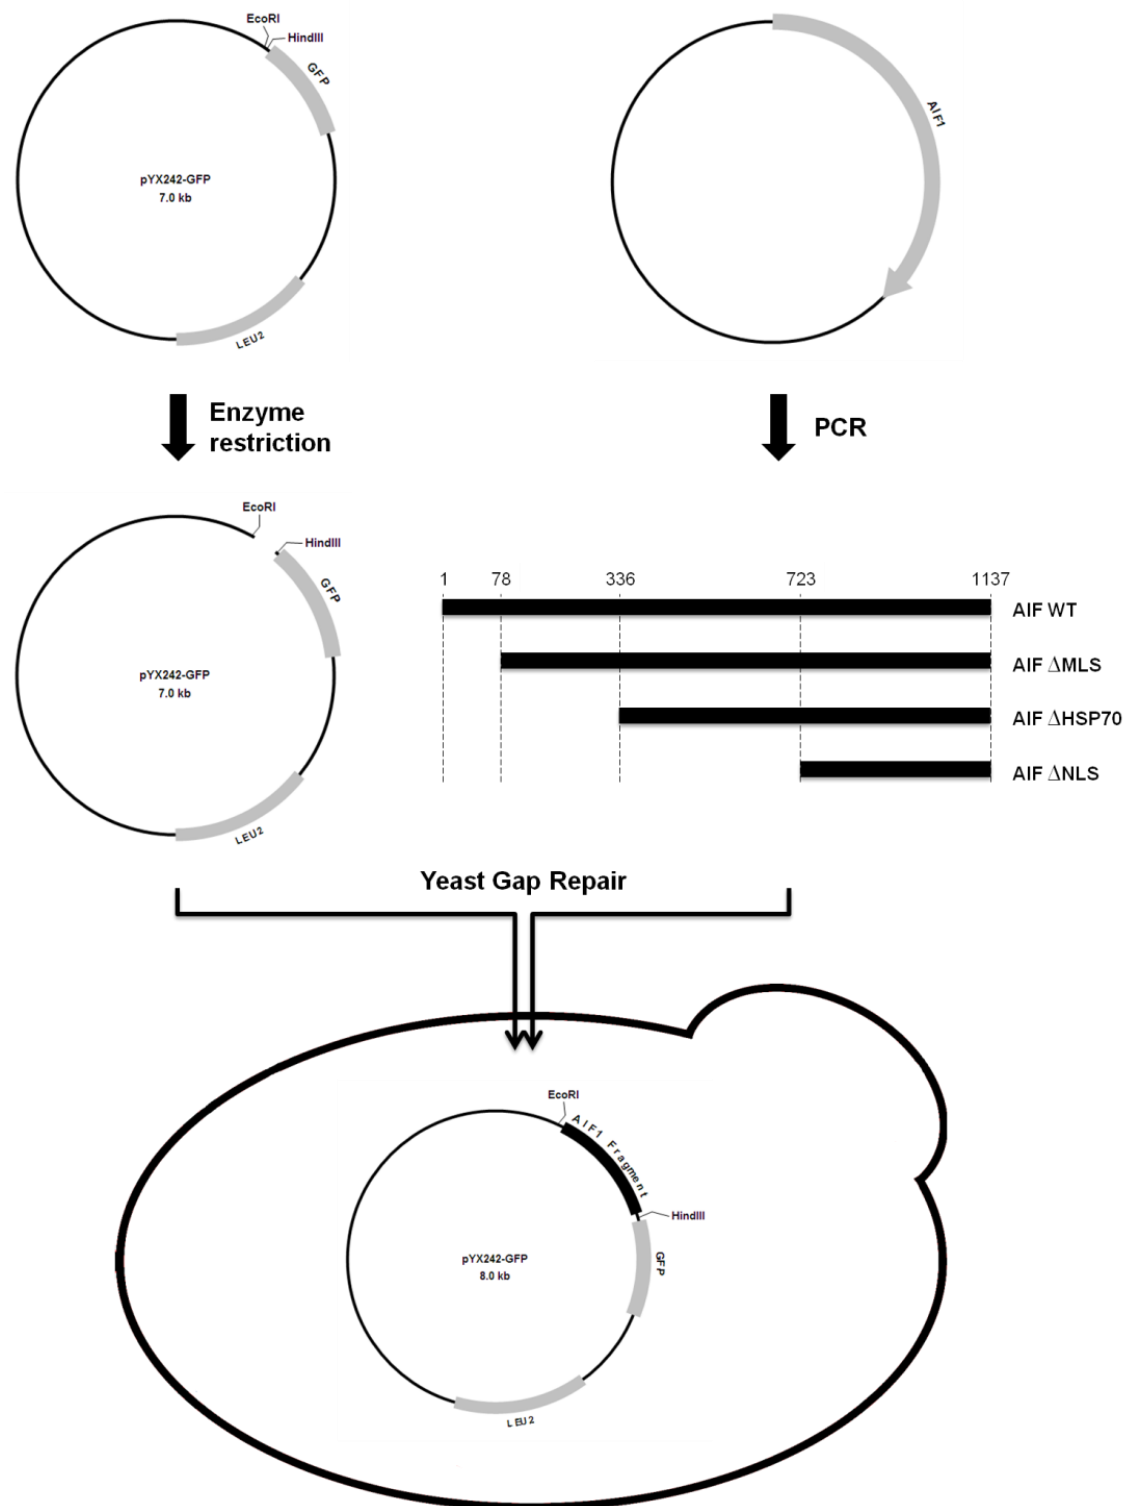 EcoRI
HindIII
GFP
pYX242-GFP
7.0 kb
LEU2
AIF1
Enzyme
restriction
PCR
EcoRI
HindIII
GFP
pYX242-GFP
7.0 kb
LEU2
1 78 336 723 1137
AIF WT
AIF ΔMLS
AIF ΔHSP70
AIF ΔNLS
Yeast Gap Repair
EcoRI
AIF1 Fragment
HindIII
GFP
pYX242-GFP
8.0 kb
LEU2